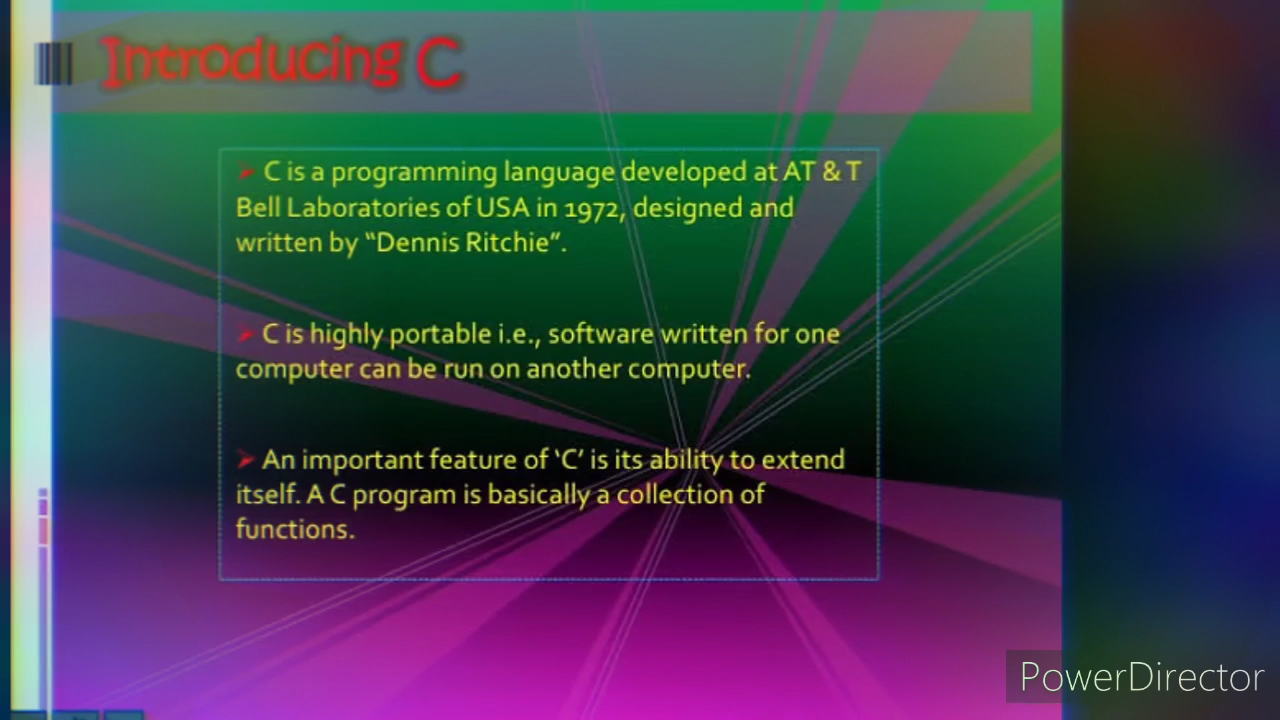 Introducing C
➢ C is a programming language developed at AT & T
Bell Laboratories of USA in 1972, designed and
written by “Dennis Ritchie”.
➢ C is highly portable i.e., software written for one
computer can be run on another computer.
➢ An important feature of ‘C’ is its ability to extend
itself. A C program is basically a collection of
functions.
PowerDirector